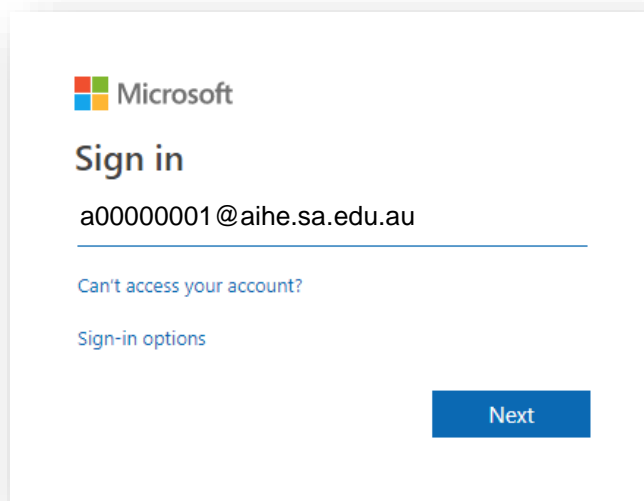 Microsoft
Sign in
a00000001@aihe.sa.edu.au
Can't access your account?
Sign-in options
Next